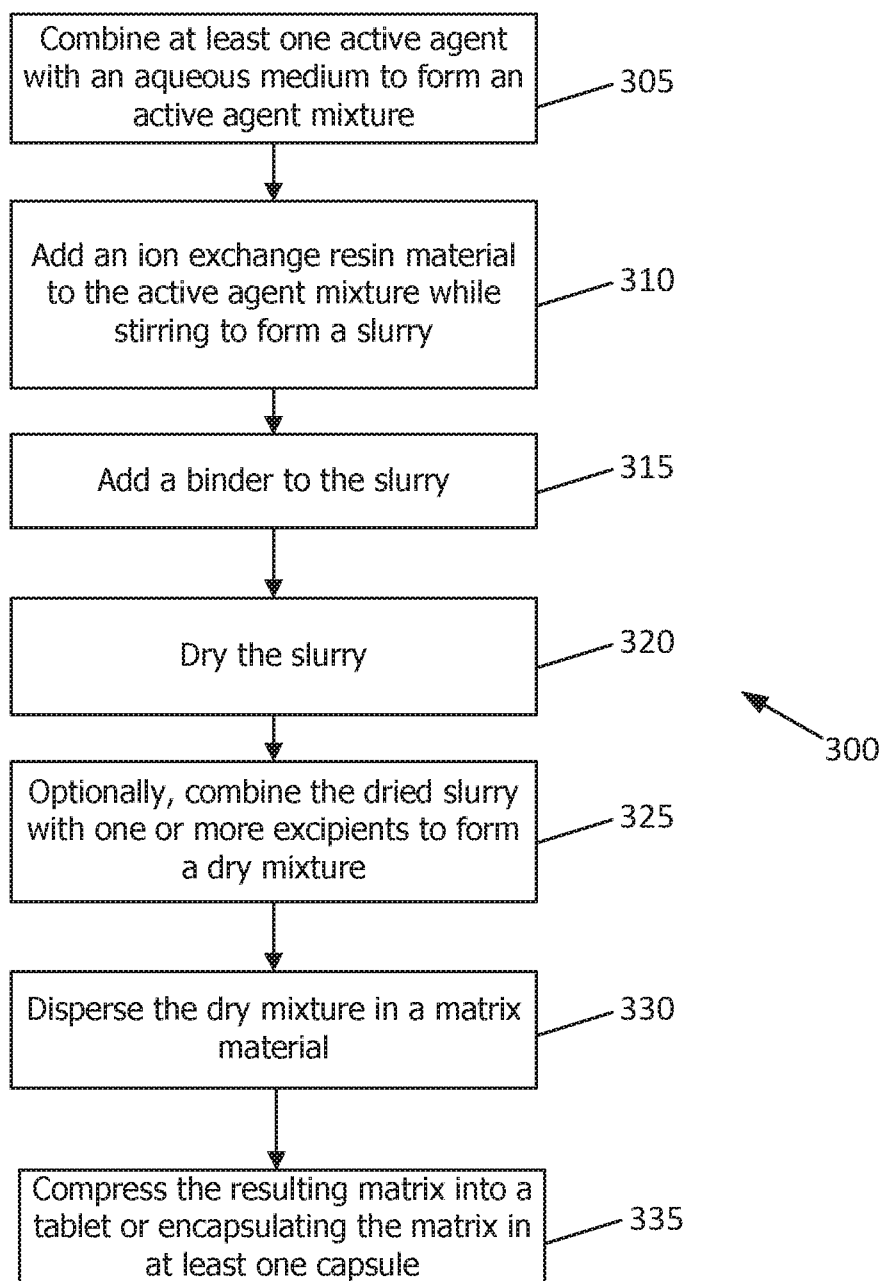 Combine at least one active agent
with an aqueous medium to form an
active agent mixture
305
Add an ion exchange resin material
to the active agent mixture while
stirring to form a slurry
310
Add a binder to the slurry
315
Dry the slurry
320
300
Optionally, combine the dried slurry
with one or more excipients to form
a dry mixture
325
Disperse the dry mixture in a matrix
material
330
Compress the resulting matrix into a
tablet or encapsulating the matrix in
at least one capsule
335